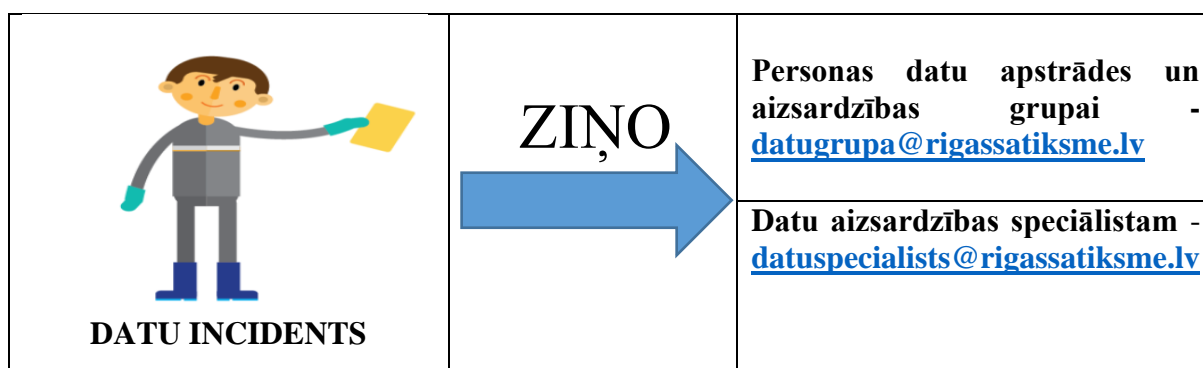 DATU INCIDENTS
ZIŅO
Personas datu apstrādes un
aizsardzības grupai -
datugrupa@rigassatiksme.lv
Datu aizsardzības speciālistam -
datuspecialists@rigassatiksme.lv